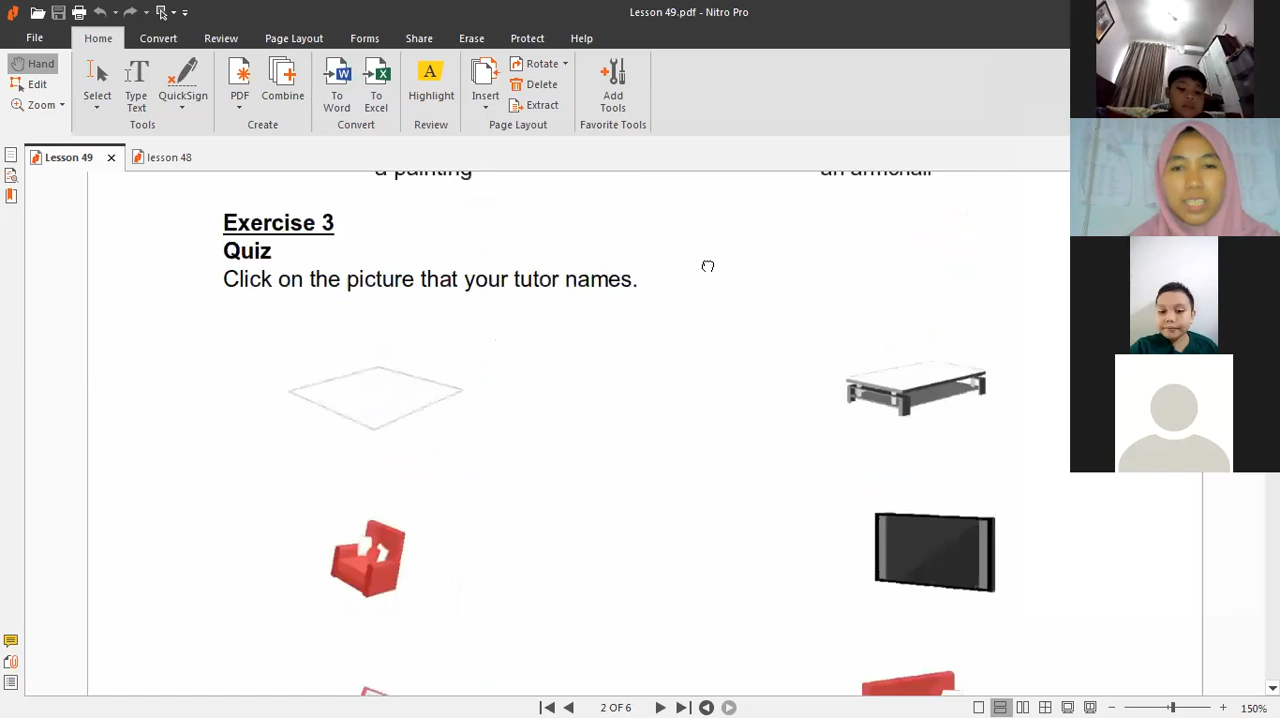 Lesson 49.pdf - Nitro Pro
File
Home
Convert
Review
Page Layout
Forms
Share
Erase
Protect
Help
Hand
Edit
Zoom
Select
Type Text
QuickSign
Tools
PDF
Combine
Create
To Word
To Excel
Convert
Highlight
Review
Insert
Rotate
Delete
Extract
Page Layout
Add Tools
Favorite Tools
Lesson 49
lesson 48
a painting
an armchair
Exercise 3
Quiz
Click on the picture that your tutor names.
2 OF 6
150%